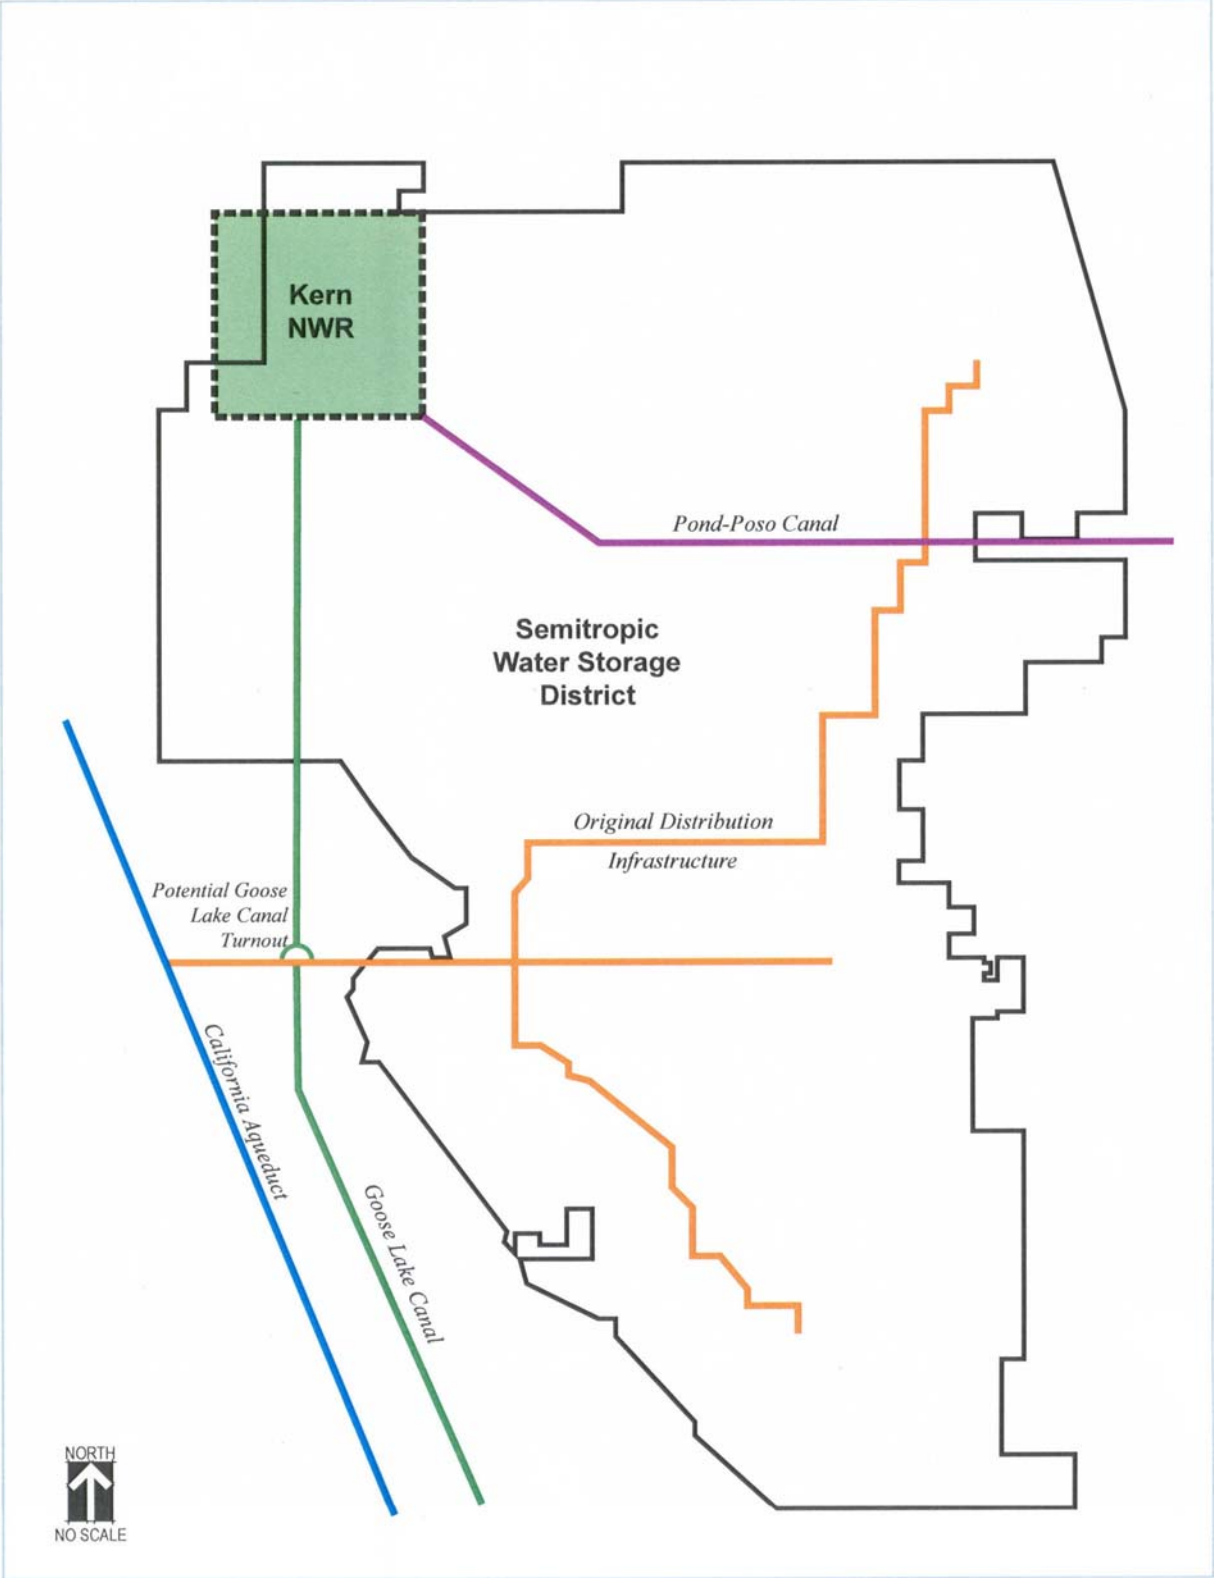 Kern
NWR
Pond-Poso Canal
Semitropic
Water Storage
District
Original Distribution
Infrastructure
Potential Goose
Lake Canal
Turnout
California Aqueduct
Goose Lake Canal
NORTH
NO SCALE